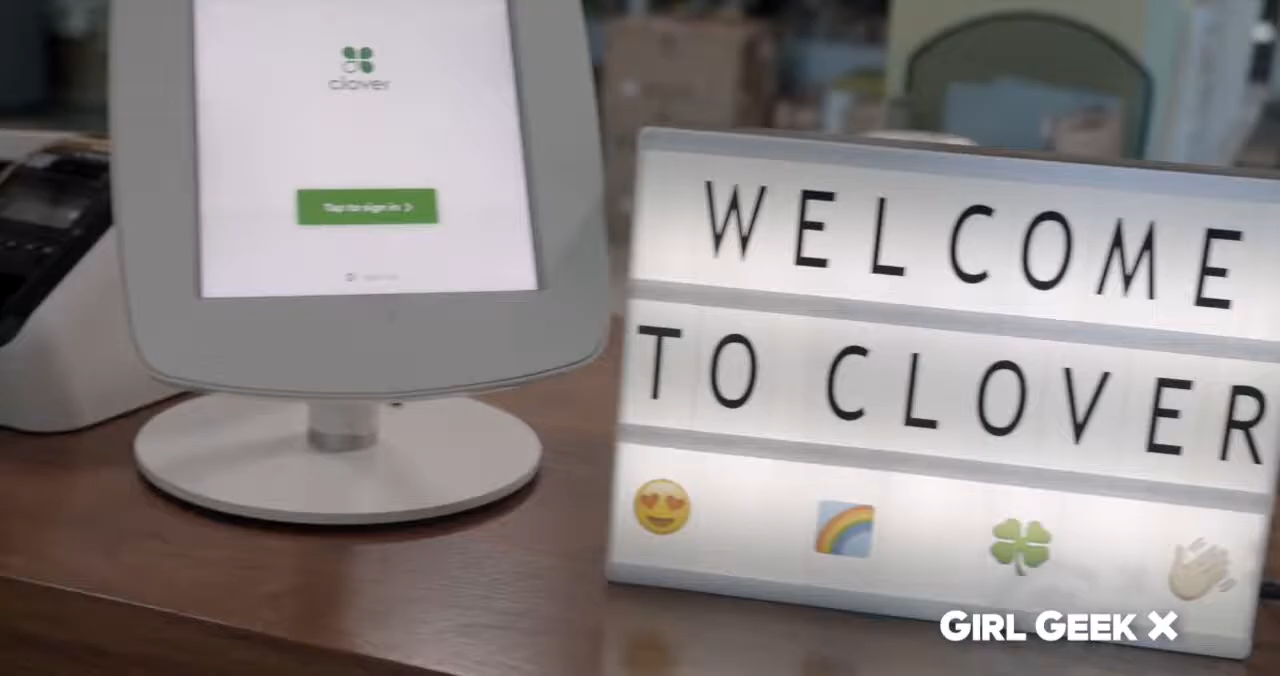 clover
Tap to sign in >
WELCOME
TO CLOVER
GIRL GEEK X